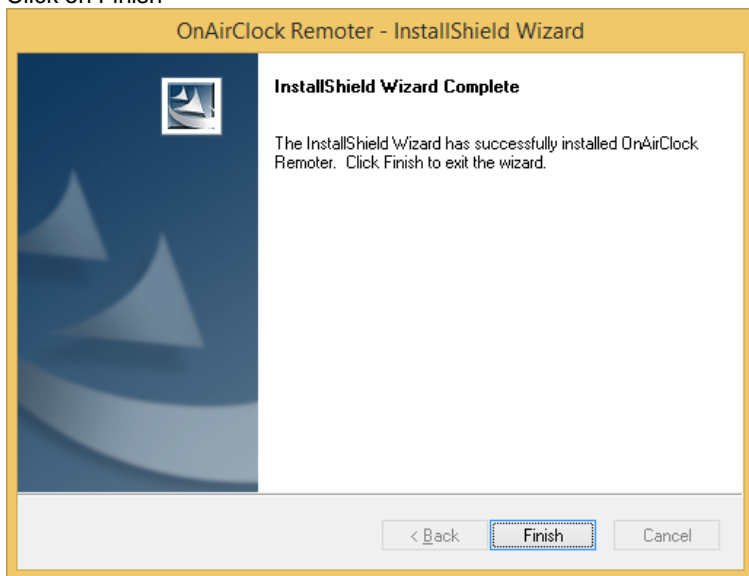 Click on Finish
OnAirClock Remoter - InstallShield Wizard
InstallShield Wizard Complete
The InstallShield Wizard has successfully installed OnAirClock
Remoter. Click Finish to exit the wizard.
< Back Finish Cancel